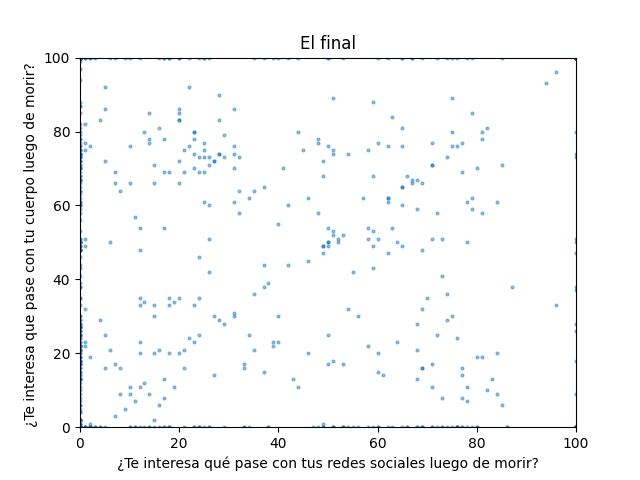 El final
¿Te interesa que pase con tu cuerpo luego de morir?
100
80
60
40
20
0
0 20 40 60 80 100
¿Te interesa qué pase con tus redes sociales luego de morir?